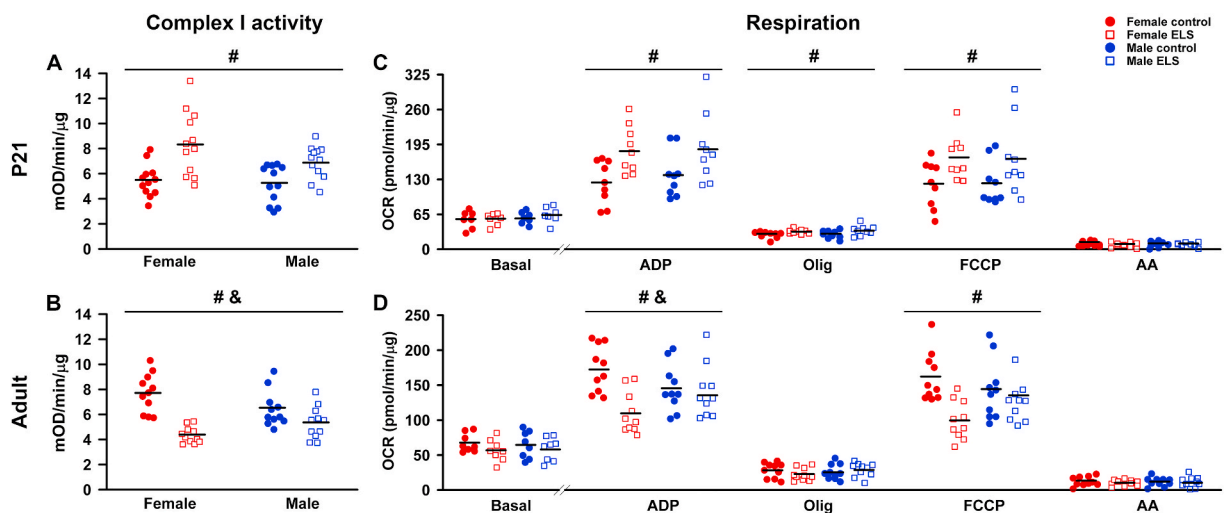 Complex I activity
Respiration
Female control
Female ELS
Male control
Male ELS
P21
A
#
mOD/min/µg
14
12
10
8
6
4
2
0
Female Male
C
# # #
OCR (pmol/min/µg)
325
260
195
130
65
0
Basal ADP Olig FCCP AA
Adult
B
# &
mOD/min/µg
14
12
10
8
6
4
2
0
Female Male
D
# & #
OCR (pmol/min/µg)
250
200
150
100
50
0
Basal ADP Olig FCCP AA